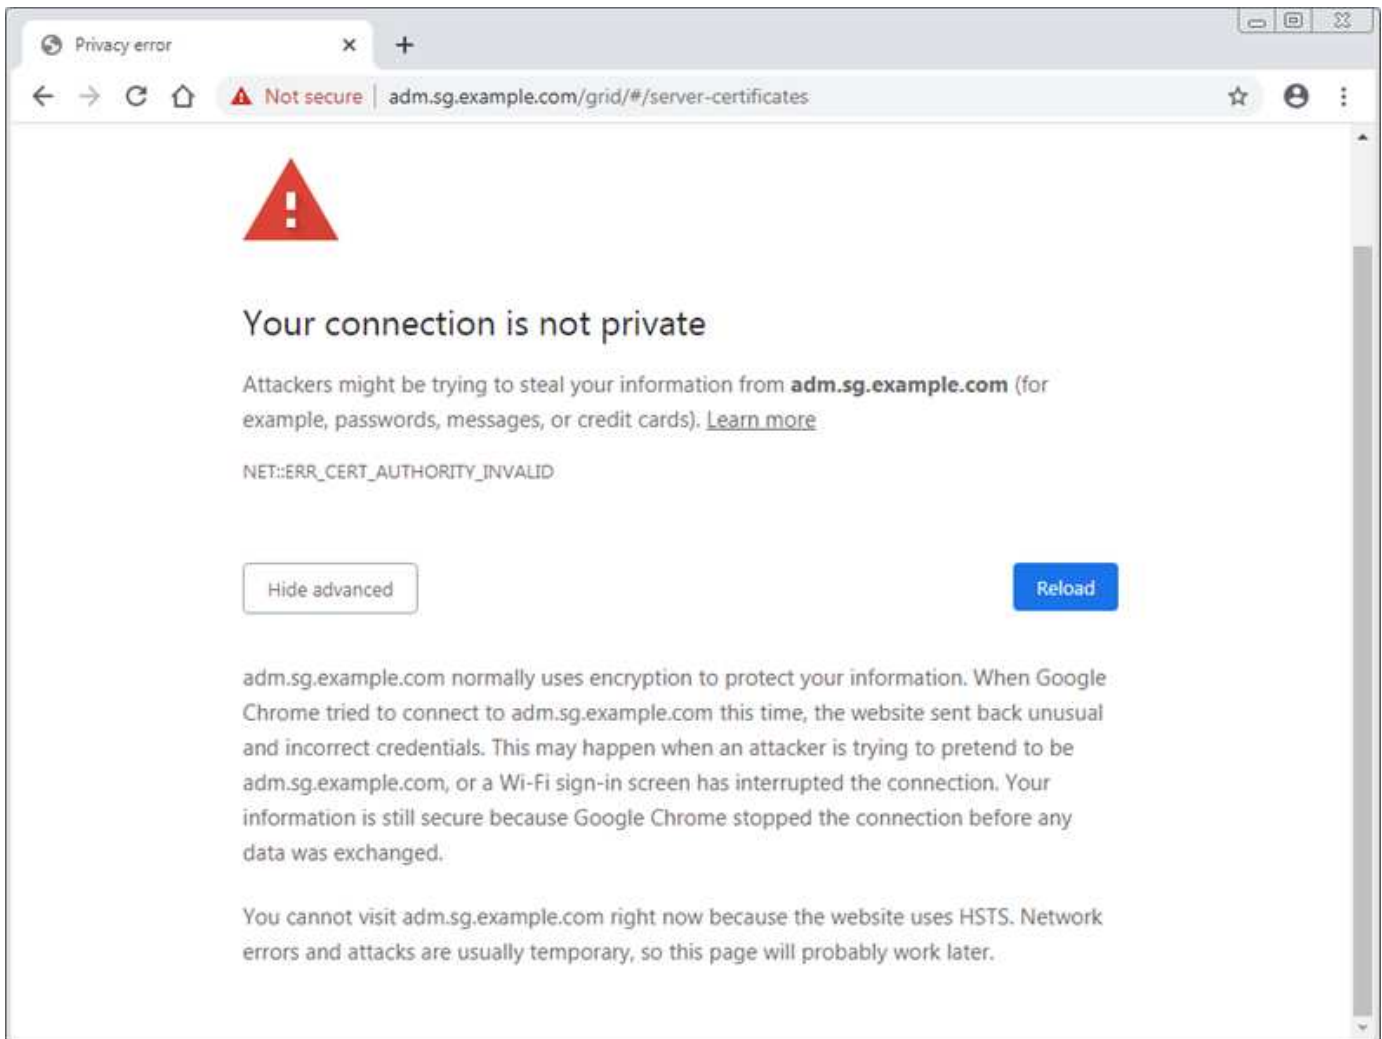 Privacy error
Not secure adm.sg.example.com/grid/#/server-certificates
Your connection is not private
Attackers might be trying to steal your information from adm.sg.example.com (for
example, passwords, messages, or credit cards). Learn more
NET::ERR_CERT_AUTHORITY_INVALID
Hide advanced
Reload
adm.sg.example.com normally uses encryption to protect your information. When Google
Chrome tried to connect to adm.sg.example.com this time, the website sent back unusual
and incorrect credentials. This may happen when an attacker is trying to pretend to be
adm.sg.example.com, or a Wi-Fi sign-in screen has interrupted the connection. Your
information is still secure because Google Chrome stopped the connection before any
data was exchanged.
You cannot visit adm.sg.example.com right now because the website uses HSTS. Network
errors and attacks are usually temporary, so this page will probably work later.